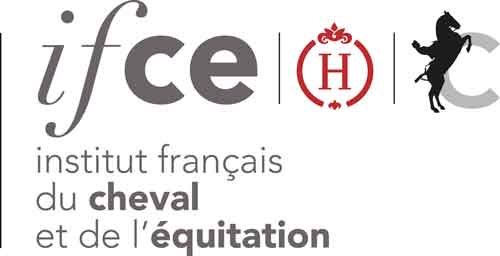 ifce H C
institut français
du cheval
et de l'équitation